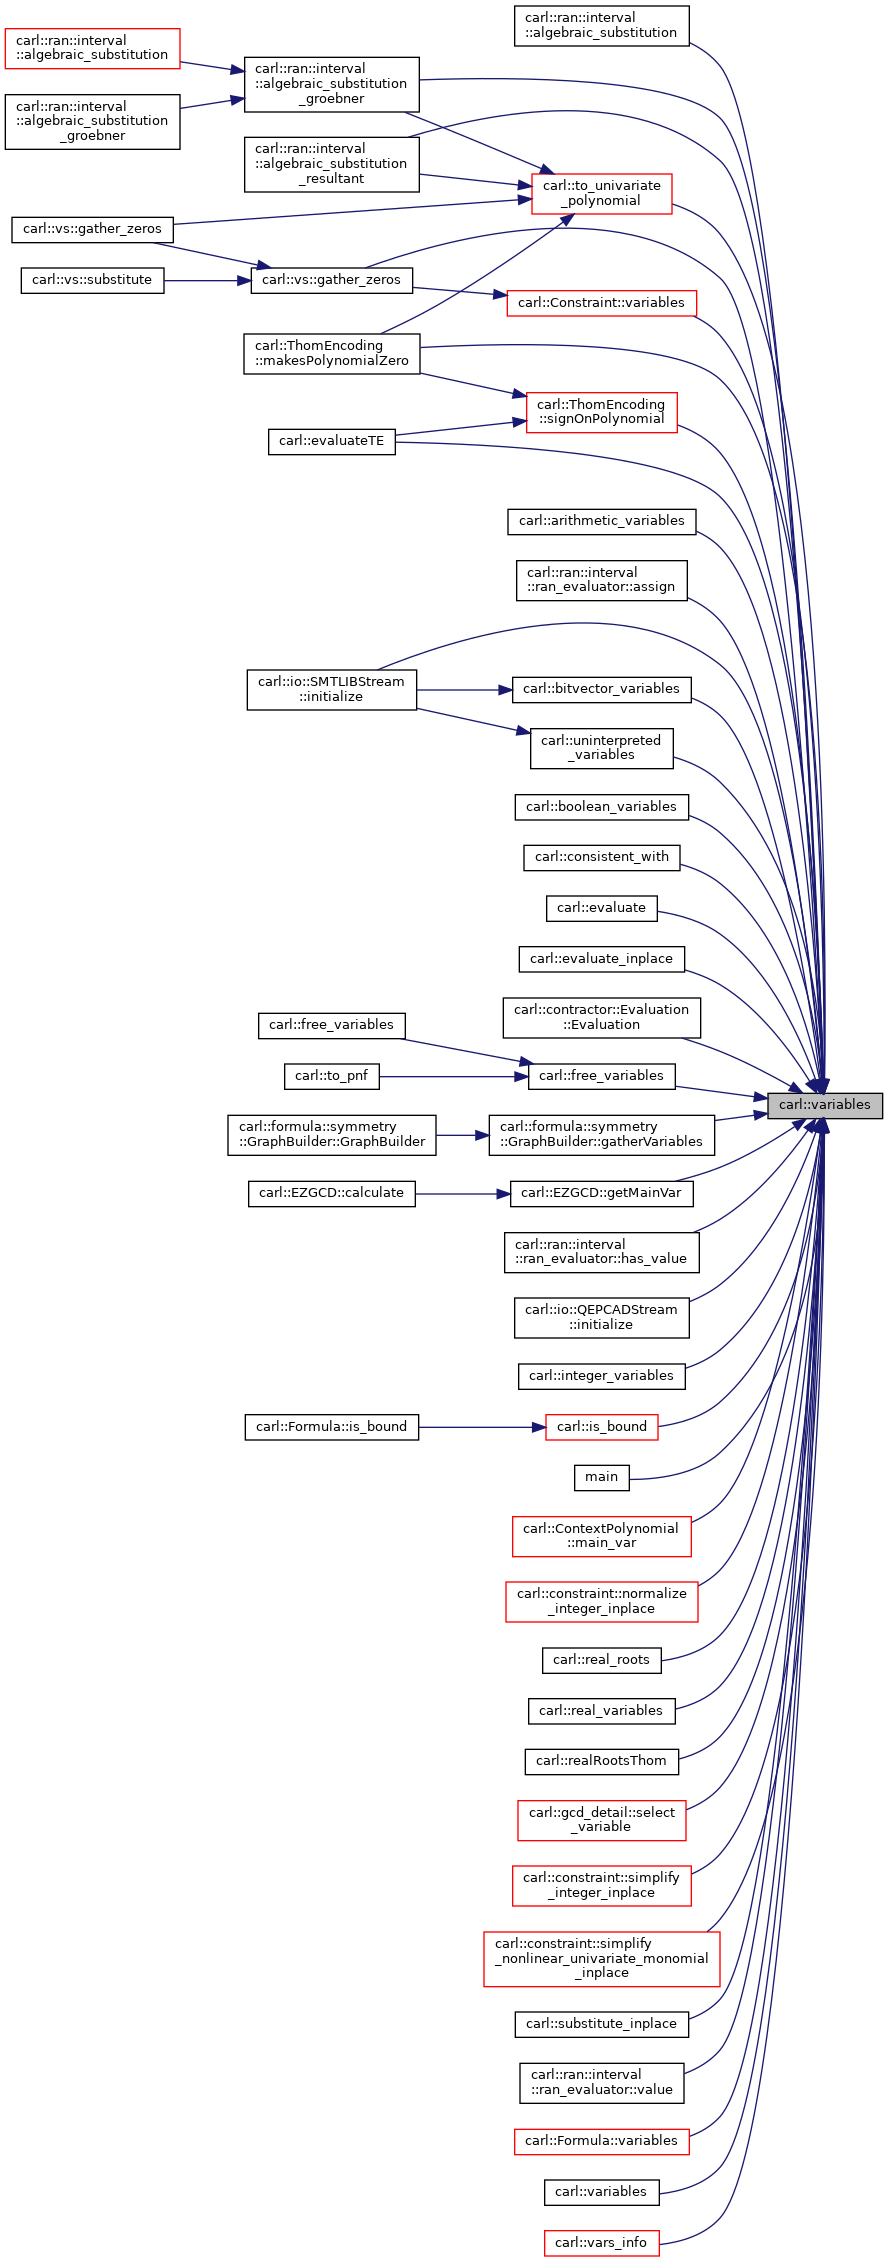 carl::ran::interval
::algebraic_substitution
carl::ran::interval
::algebraic_substitution
_groebner
carl::vs::gather_zeros
carl::vs::substitute
carl::ran::interval
::algebraic_substitution
_groebner
carl::ran::interval
::algebraic_substitution
_resultant
carl::vs::gather_zeros
carl::ThomEncoding
::makesPolynomialZero
carl::evaluateTE
carl::io::SMTLIBStream
::initialize
carl::free_variables
carl::to_pnf
carl::formula::symmetry
::GraphBuilder::GraphBuilder
carl::EZGCD::calculate
carl::Formula::is_bound
carl::ran::interval
::algebraic_substitution
carl::to_univariate
_polynomial
carl::Constraint::variables
carl::ThomEncoding
::signOnPolynomial
carl::arithmetic_variables
carl::ran::interval
::ran_evaluator::assign
carl::bitvector_variables
carl::uninterpreted
_variables
carl::boolean_variables
carl::consistent_with
carl::evaluate
carl::evaluate_inplace
carl::contractor::Evaluation
::Evaluation
carl::free_variables
carl::formula::symmetry
::GraphBuilder::gatherVariables
carl::EZGCD::getMainVar
carl::ran::interval
::ran_evaluator::has_value
carl::io::QEPCADStream
::initialize
carl::integer_variables
carl::is_bound
main
carl::ContextPolynomial
::main_var
carl::constraint::normalize
_integer_inplace
carl::real_roots
carl::real_variables
carl::realRootsThom
carl::gcd_detail::select
_variable
carl::constraint::simplify
_integer_inplace
carl::constraint::simplify
_nonlinear_univariate_monomial
_inplace
carl::substitute_inplace
carl::ran::interval
::ran_evaluator::value
carl::Formula::variables
carl::variables
carl::vars_info
carl::variables